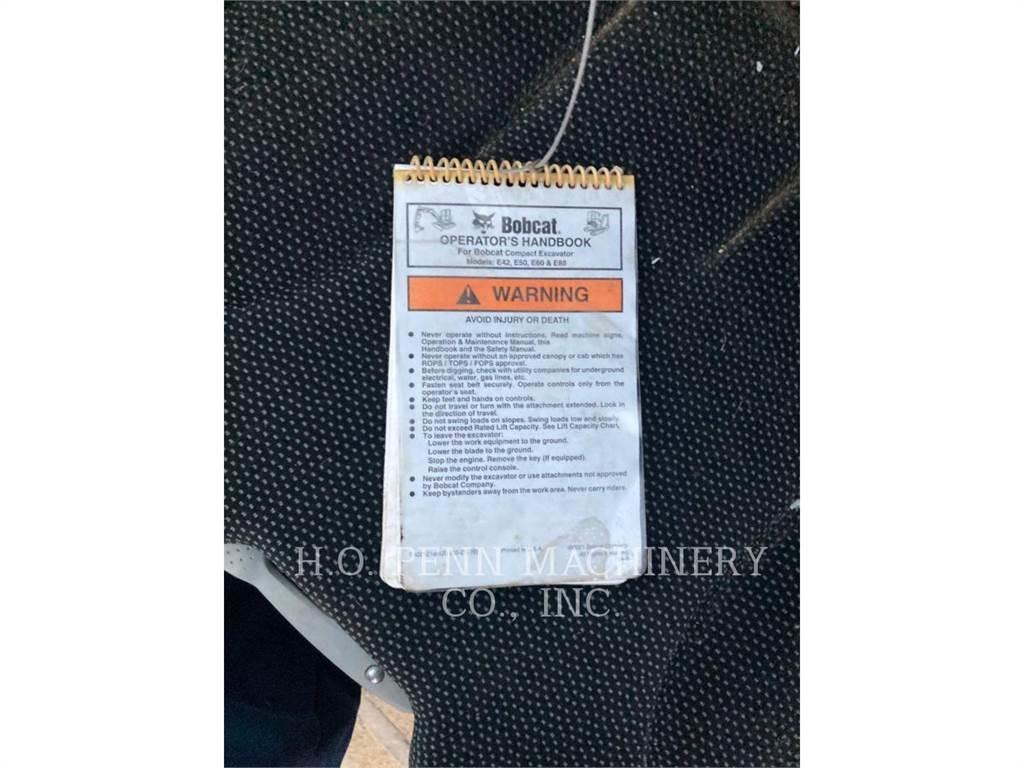 Bobcat®
OPERATOR'S HANDBOOK
For Bobcat Compact Excavator
Models: E42, E50, E60 & E88
WARNING
AVOID INJURY OR DEATH
● Never operate without instructions. Read machine signs,
Operation & Maintenance Manual, this
Handbook and the Safety Manual.
● Never operate without an approved canopy or cab which has
ROPS / TOPS / FOPS approval.
● Before digging, check with utility companies for underground
electrical, water, gas lines, etc.
● Fasten seat belt securely. Operate controls only from the
operator's seat.
● Keep feet and hands on controls.
● Do not travel or turn with the attachment extended. Look in
the direction of travel.
● Do not swing loads on slopes. Swing loads low and slowly.
● Do not exceed Rated Lift Capacity. See Lift Capacity Chart.
● To leave the excavator:
Lower the work equipment to the ground.
Lower the blade to the ground.
Stop the engine. Remove the key (if equipped).
Raise the control console.
● Never modify the excavator or use attachments not approved
by Bobcat Company.
● Keep bystanders away from the work area. Never carry riders.
H.O. PENN MACHINERY
CO., INC.